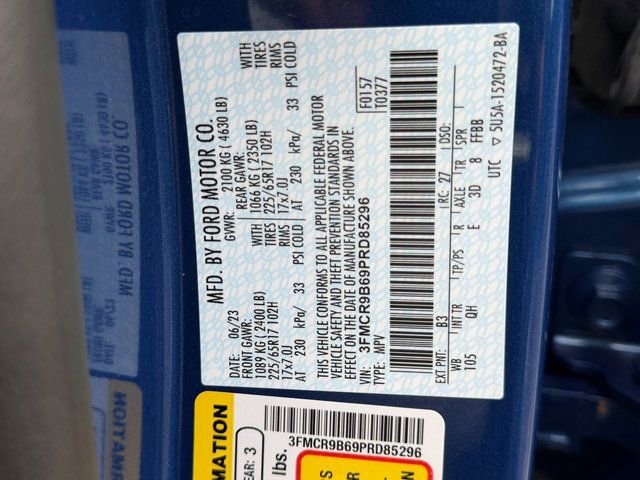 MFD. BY FORD MOTOR CO.
DATE: 06/23 GVWR: 2100 KG ( 4630 LB)
FRONT GAWR: REAR GAWR:
1089 KG ( 2400 LB) 1066 KG ( 2350 LB) WITH
225/65R17 102H 225/65R17 102H TIRES
17x7.0J 17x7.0J RIMS
AT 230 kPa/ 33 PSI COLD AT 230 kPa/ 33 PSI COLD
THIS VEHICLE CONFORMS TO ALL APPLICABLE FEDERAL MOTOR
VEHICLE SAFETY AND THEFT PREVENTION STANDARDS IN
EFFECT ON THE DATE OF MANUFACTURE SHOWN ABOVE.
VIN: 3FMCR9B69PRD85296
TYPE: MPV
F0157
T0377
EXT PNT: B3 RC: 27 DSO:
WB INT TR TP/PS R AXLE TR SPR
105 QH E 3D 8 FFBB
UTC ▽ 5U5A-1520472-BA
3FMCR9B69PRD85296
MATION
EAR: 3
lbs.